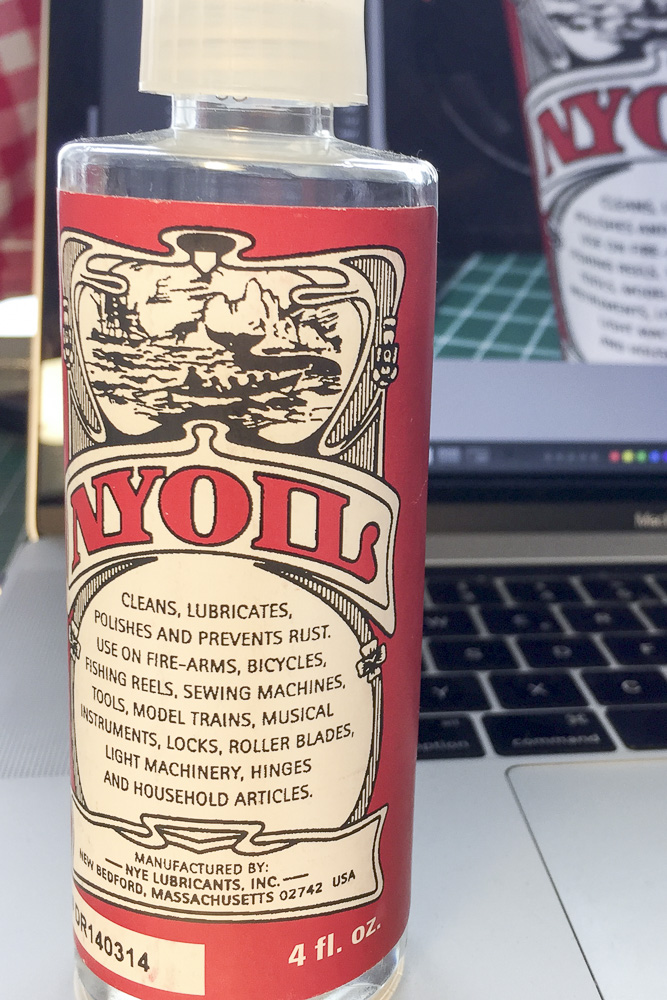 NYOIL
CLEANS, LUBRICATES,
POLISHES AND PREVENTS RUST.
USE ON FIRE-ARMS, BICYCLES,
FISHING REELS, SEWING MACHINES,
TOOLS, MODEL TRAINS, MUSICAL
INSTRUMENTS, LOCKS, ROLLER BLADES,
LIGHT MACHINERY, HINGES
AND HOUSEHOLD ARTICLES.
MANUFACTURED BY:
NYE LUBRICANTS, INC.
NEW BEDFORD, MASSACHUSETTS 02742 USA
DR140314
4 fl. oz.
NYO
X
C
option
command